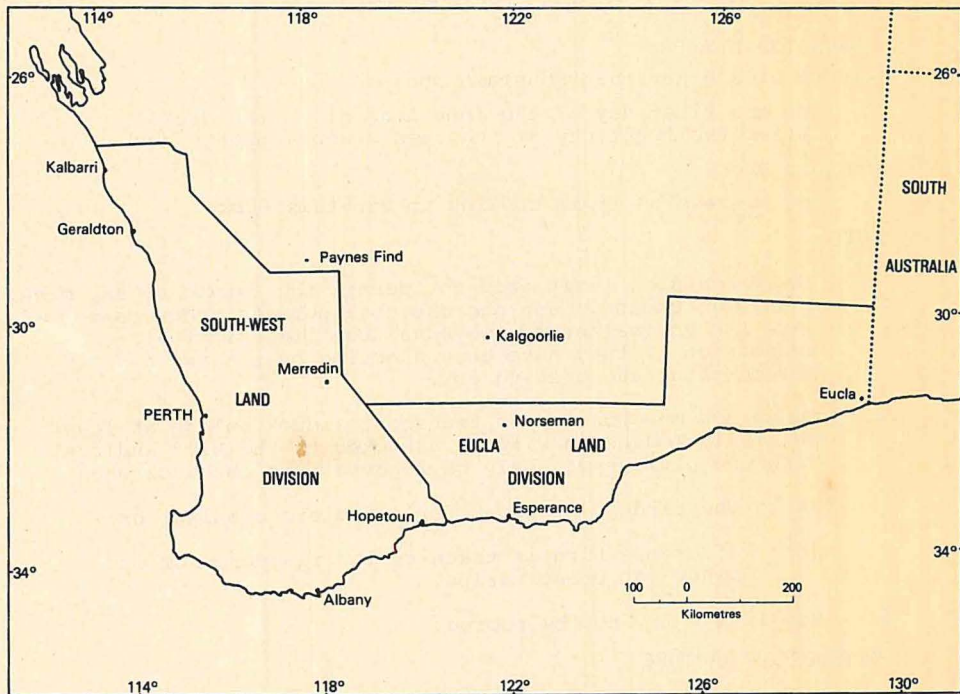 114° 118° 122° 126°
26° 26°
Kalbarri
SOUTH
Geraldton
Paynes Find
AUSTRALIA
30° SOUTH-WEST 30°
Kalgoorlie
Merredin
Eucla
PERTH LAND
Norseman
EUCLA LAND
DIVISION DIVISION
Hopetoun Esperance
34° 34°
100 0 200
Kilometres
Albany
114° 118° 122° 126° 130°